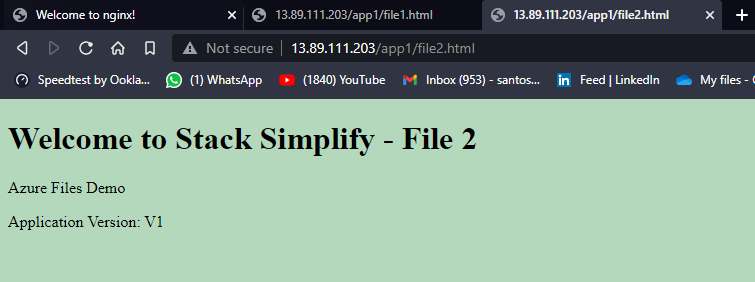 Welcome to nginx!
13.89.111.203/app1/file1.html
13.89.111.203/app1/file2.html
Not secure
13.89.111.203/app1/file2.html
Speedtest by Ookla...
(1) WhatsApp
(1840) YouTube
Inbox (953) - santos...
Feed | LinkedIn
My files -
Welcome to Stack Simplify - File 2
Azure Files Demo
Application Version: V1